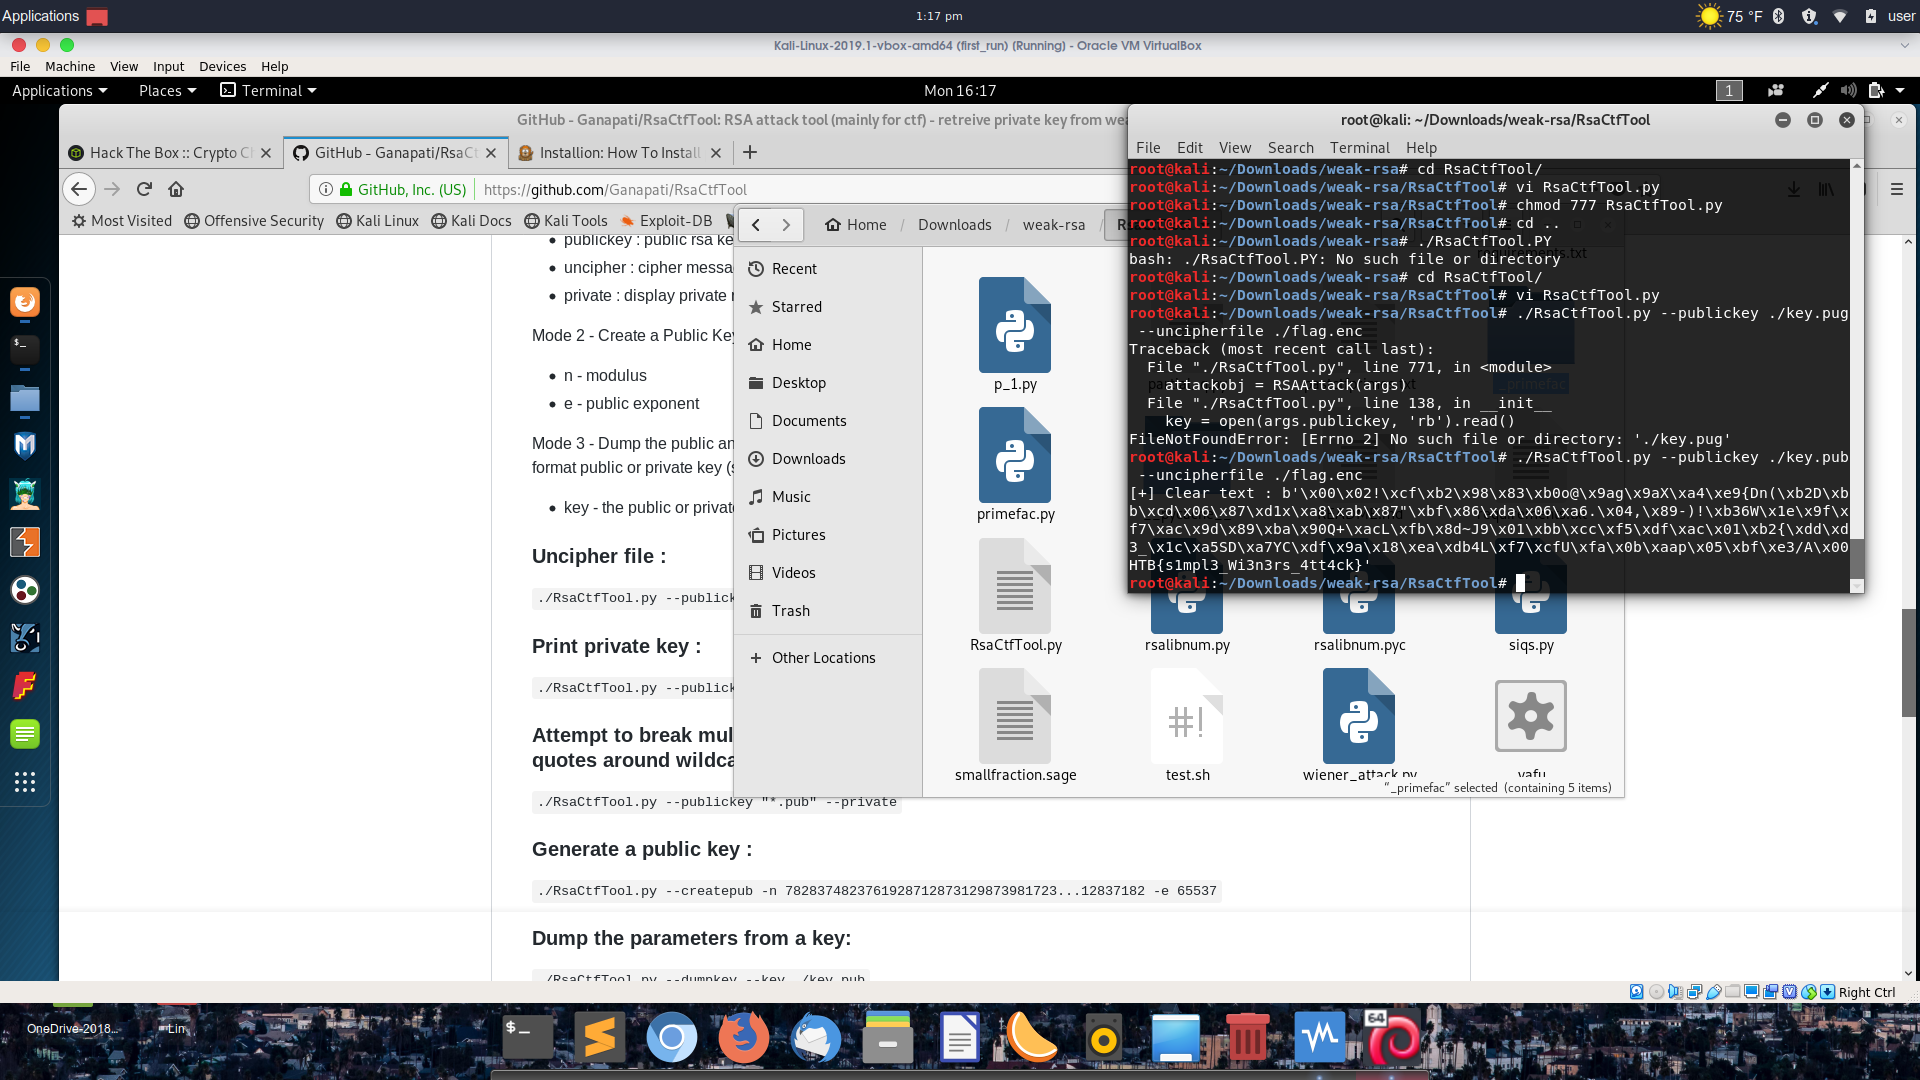 Applications
1:17 pm
75 °F
user
Kali-Linux-2019.1-vbox-amd64 (first_run) [Running] - Oracle VM VirtualBox
File Machine View Input Devices Help
Applications Places Terminal
Mon 16:17
1
GitHub - Ganapati/RsaCtfTool: RSA attack tool (mainly for ctf) - retreive private key from wea
Hack The Box :: Crypto C
GitHub - Ganapati/RsaCt
Installion: How To Install
GitHub, Inc. (US)
https://github.com/Ganapati/RsaCtfTool
Most Visited Offensive Security Kali Linux Kali Docs Kali Tools Exploit-DB
publickey : public rsa ke
uncipher : cipher messa
private : display private r
Mode 2 - Create a Public Key
n - modulus
e - public exponent
Mode 3 - Dump the public an
format public or private key (s
key - the public or private
Uncipher file :
./RsaCtfTool.py --publick
Print private key :
./RsaCtfTool.py --publick
Attempt to break mul
quotes around wildca
./RsaCtfTool.py --publickey "*.pub" --private
Generate a public key :
./RsaCtfTool.py --createpub -n 7828374823761928712873129873981723...12837182 -e 65537
Dump the parameters from a key:
./RsaCtfTool.py --dumpkey --key ./key.pub
Home / Downloads / weak-rsa / R
Recent
Starred
Home
Desktop
Documents
Downloads
Music
Pictures
Videos
Trash
Other Locations
p_1.py
_primefac
primefac.py
RsaCtfTool.py
rsalibnum.py
rsalibnum.pyc
siqs.py
smallfraction.sage
test.sh
wiener_attack.py
yafu
"_primefac" selected (containing 5 items)
root@kali: ~/Downloads/weak-rsa/RsaCtfTool
File Edit View Search Terminal Help
root@kali:~/Downloads/weak-rsa# cd RsaCtfTool/
root@kali:~/Downloads/weak-rsa/RsaCtfTool# vi RsaCtfTool.py
root@kali:~/Downloads/weak-rsa/RsaCtfTool# chmod 777 RsaCtfTool.py
root@kali:~/Downloads/weak-rsa/RsaCtfTool# cd ..
root@kali:~/Downloads/weak-rsa# ./RsaCtfTool.PY
bash: ./RsaCtfTool.PY: No such file or directory
root@kali:~/Downloads/weak-rsa# cd RsaCtfTool/
root@kali:~/Downloads/weak-rsa/RsaCtfTool# vi RsaCtfTool.py
root@kali:~/Downloads/weak-rsa/RsaCtfTool# ./RsaCtfTool.py --publickey ./key.pug
--uncipherfile ./flag.enc
Traceback (most recent call last):
File "./RsaCtfTool.py", line 771, in <module>
attackobj = RSAAttack(args)
File "./RsaCtfTool.py", line 138, in __init__
key = open(args.publickey, 'rb').read()
FileNotFoundError: [Errno 2] No such file or directory: './key.pug'
root@kali:~/Downloads/weak-rsa/RsaCtfTool# ./RsaCtfTool.py --publickey ./key.pub
--uncipherfile ./flag.enc
[+] Clear text : b'\x00\x02!\xcf\xb2\x98\x83\xb0o@\x9ag\x9aX\xa4\xe9{Dn(\xb2D\xb
b\xcd\x06\x87\xd1x\xa8\xab\x87"\xbf\x86\xda\x06\xa6.\x04,\x89-)!\xb36W\x1e\x9f\x
f7\xac\x9d\x89\xba\x90Q+\xacL\xfb\x8d~J9\x01\xbb\xcc\xf5\xdf\xac\x01\xb2{\xdd\xd
3_\x1c\xa5SD\xa7YC\xdf\x9a\x18\xea\xdb4L\xf7\xcfU\xfa\x0b\xaap\x05\xbf\xe3/A\x00
HTB{s1mpl3_Wi3n3rs_4tt4ck}'
root@kali:~/Downloads/weak-rsa/RsaCtfTool#
Right Ctrl
OneDrive-2018...
Lin
64